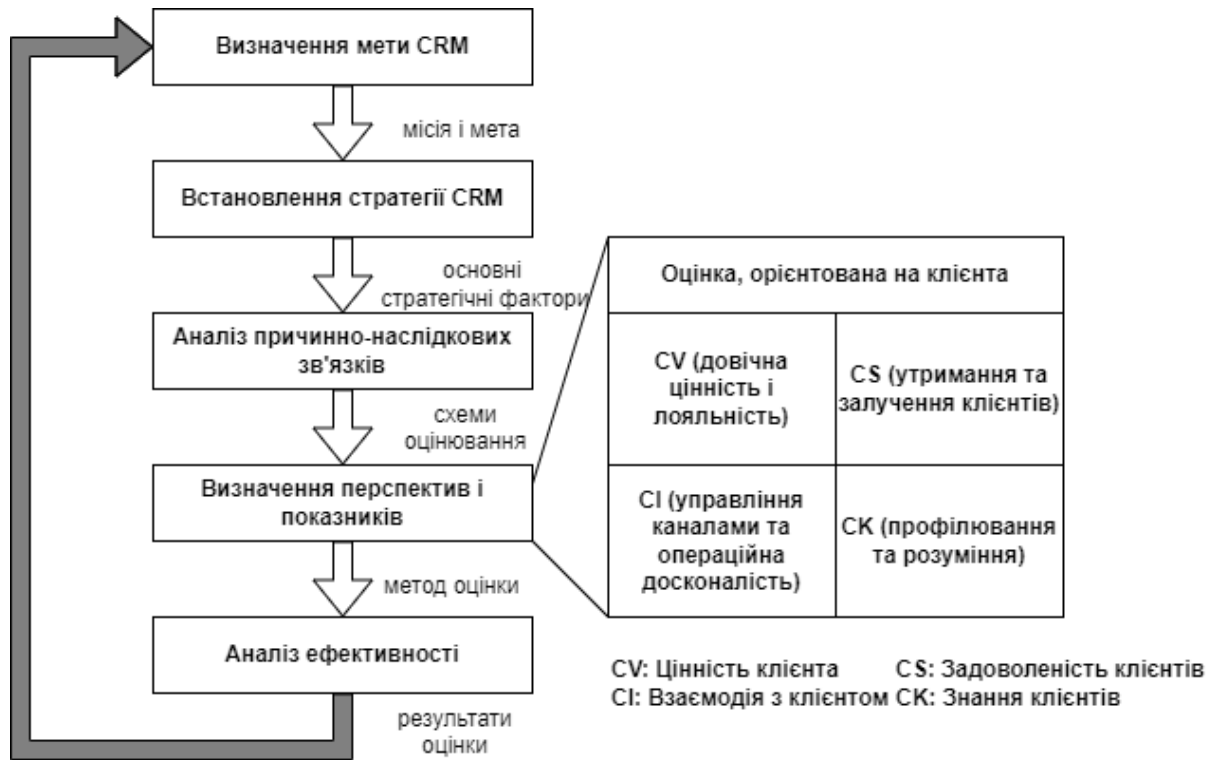 Визначення мети CRM
місія і мета
Встановлення стратегії CRM
основні
стратегічні фактори
Аналіз причинно-наслідкових
зв'язків
схеми
оцінювання
Визначення перспектив і
показників
метод оцінки
Аналіз ефективності
результати
оцінки
Оцінка, орієнтована на клієнта
CV (довічна
цінність і
лояльність)
CS (утримання та
залучення клієнтів)
CI (управління
каналами та
операційна
досконалість)
CK (профілювання
та розуміння)
CV: Цінність клієнта CS: Задоволеність клієнтів
CI: Взаємодія з клієнтом CK: Знання клієнтів